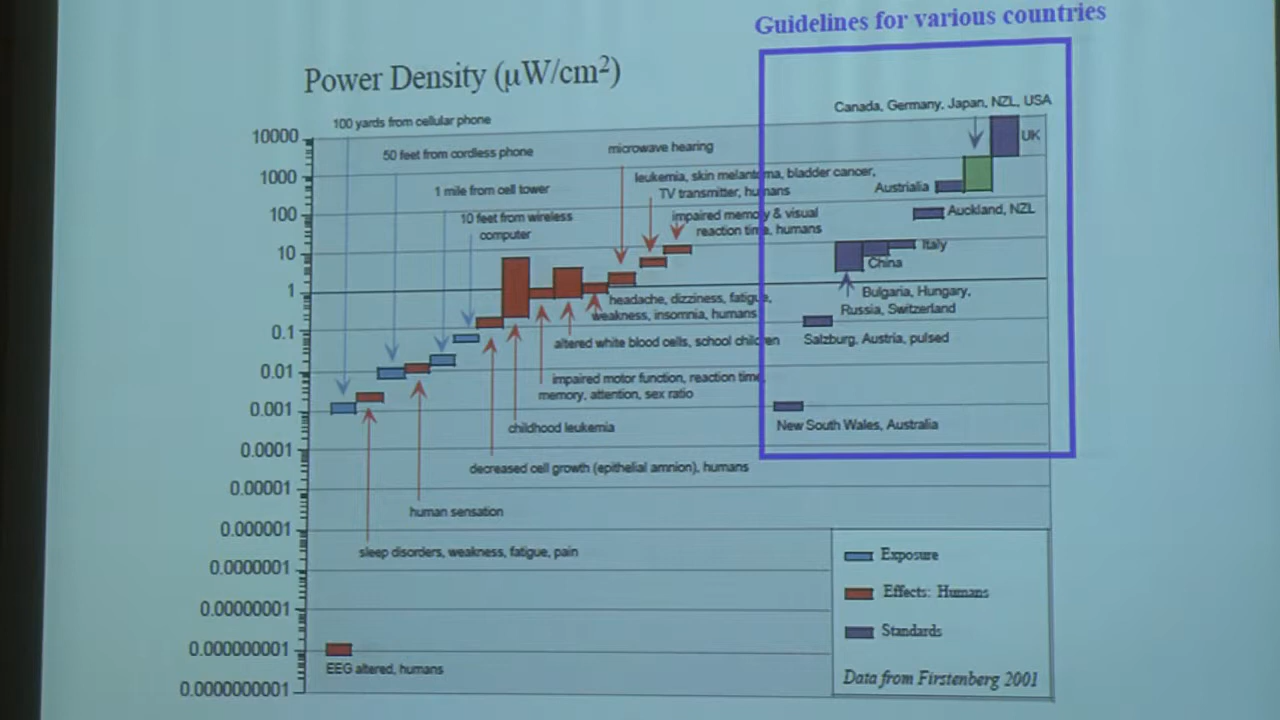 Guidelines for various countries
Power Density (µW/cm²)
Canada, Germany, Japan, NZL, USA
100 yards from cellular phone
10000
UK
50 feet from cordless phone
microwave hearing
1000
leukemia, skin melanoma, bladder cancer,
TV transmitter, humans
1 mile from cell tower
Austrialia
100
10 feet from wireless
computer
impaired memory & visual
reaction time, humans
Auckland, NZL
10
Italy
China
1
headache, dizziness, fatigue,
weakness, insomnia, humans
Bulgaria, Hungary,
Russia, Switzerland
0.1
altered white blood cells, school children
Salzburg, Austria, pulsed
0.01
impaired motor function, reaction time,
memory, attention, sex ratio
0.001
childhood leukemia
New South Wales, Australia
0.0001
decreased cell growth (epithelial amnion), humans
0.00001
human sensation
0.000001
sleep disorders, weakness, fatigue, pain
0.0000001
0.00000001
0.000000001
EEG altered, humans
0.0000000001
Exposure
Effects: Humans
Standards
Data from Firstenberg 2001